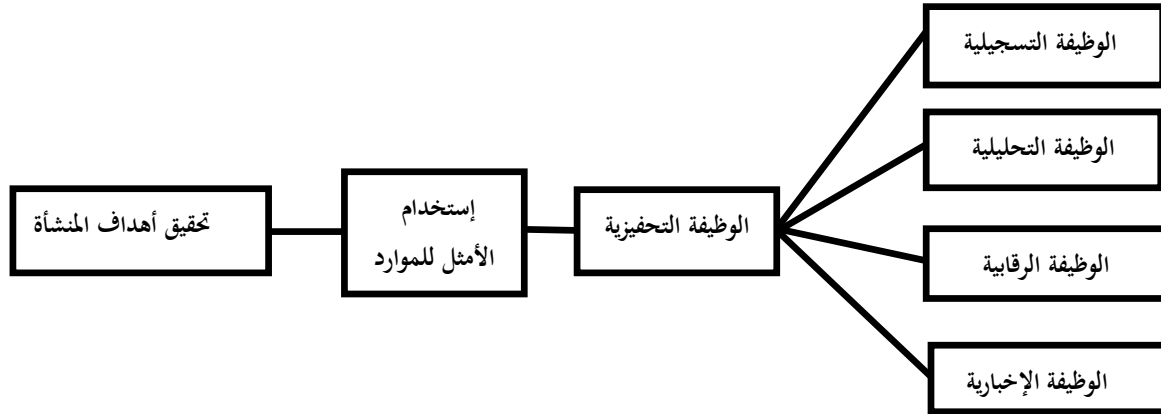 الوظيفة التسجيلية
الوظيفة التحليلية
الوظيفة الرقابية
الوظيفة الإخبارية
الوظيفة التحفيزية
إستخدام
الأمثل للموارد
تحقيق أهداف المنشأة